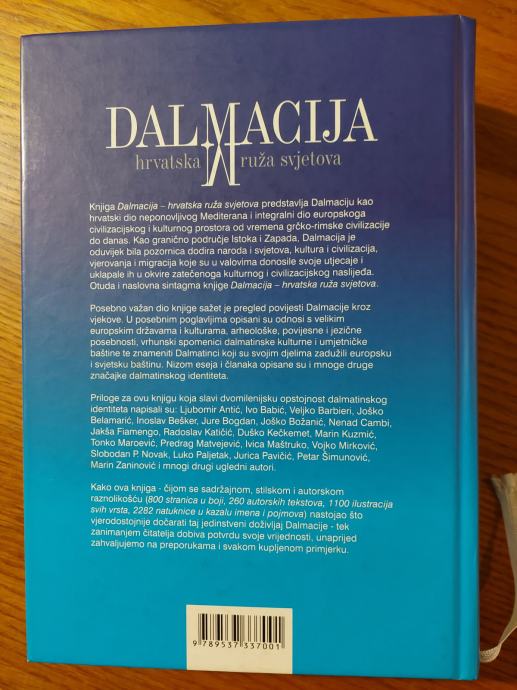 DALMACIJA
hrvatska ruža svjetova
Knjiga Dalmacija – hrvatska ruža svjetova predstavlja Dalmaciju kao
hrvatski dio neponovljivog Mediterana i integralni dio europskoga
civilizacijskog i kulturnog prostora od vremena grčko-rimske civilizacije
do danas. Kao granično područje Istoka i Zapada, Dalmacija je
oduvijek bila pozornica dodira naroda i svjetova, kultura i civilizacija,
vjerovanja i migracija koje su u valovima donosile svoje utjecaje i
uklapale ih u okvire zatečenoga kulturnog i civilizacijskog naslijeđa.
Otuda i naslovna sintagma knjige Dalmacija – hrvatska ruža svjetova.
Posebno važan dio knjige sažet je pregled povijesti Dalmacije kroz
vjekove. U posebnim poglavljima opisani su odnosi s velikim
europskim državama i kulturama, arheološke, povijesne i jezične
posebnosti, vrhunski spomenici dalmatinske kulturne i umjetničke
baštine te znameniti Dalmatinci koji su svojim djelima zadužili europsku
i svjetsku baštinu. Nizom eseja i članaka opisane su i mnoge druge
značajke dalmatinskog identiteta.
Priloge za ovu knjigu koja slavi dvomilenijsku opstojnost dalmatinskog
identiteta napisali su: Ljubomir Antić, Ivo Babić, Veljko Barbieri, Joško
Belamarić, Inoslav Bešker, Jure Bogdan, Joško Božanić, Nenad Cambi,
Jakša Fiamengo, Radoslav Katičić, Duško Kečkemet, Marin Kuzmić,
Tonko Maroević, Predrag Matvejević, Ivica Maštruko, Vojko Mirković,
Slobodan P. Novak, Luko Paljetak, Jurica Pavičić, Petar Šimunović,
Marin Zaninović i mnogi drugi ugledni autori.
Kako ova knjiga - čijom se sadržajnom, stilskom i autorskom
raznolikošću (800 stranica u boji, 260 autorskih tekstova, 1100 ilustracija
svih vrsta, 2282 natuknice u kazalu imena i pojmova) nastojao što
vjerodostojnije dočarati taj jedinstveni doživljaj Dalmacije - tek
zanimanjem čitatelja dobiva potvrdu svoje vrijednosti, unaprijed
zahvaljujemo na preporukama i svakom kupljenom primjerku.
9 789537 337001